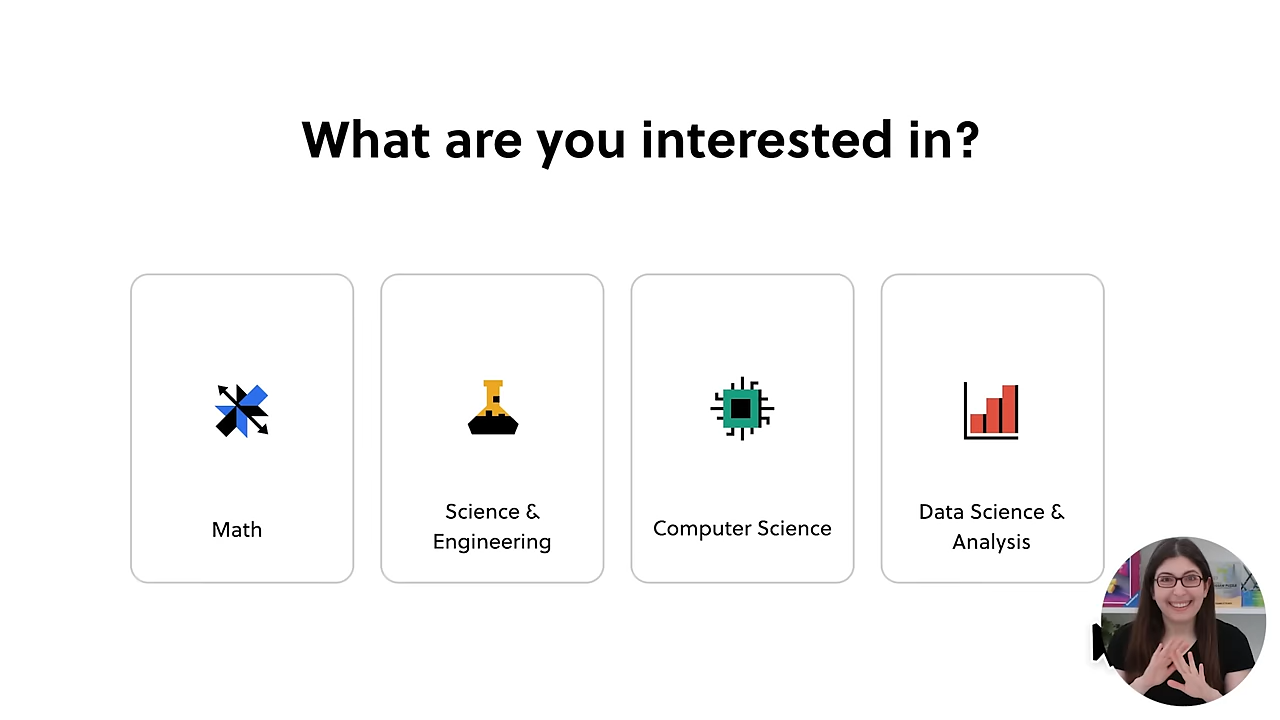 What are you interested in?
Math
Science &
Engineering
Computer Science
Data Science &
Analysis